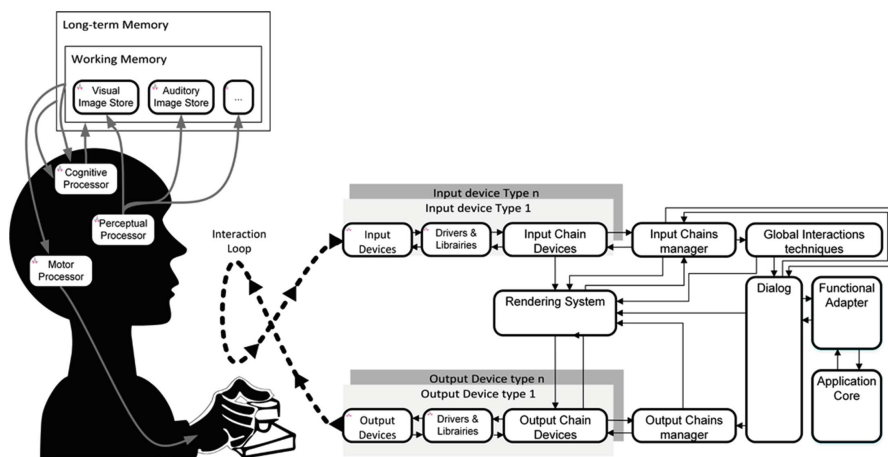 Long-term Memory
Working Memory
Visual
Image Store
Auditory
Image Store
...
Cognitive
Processor
Perceptual
Processor
Motor
Processor
Interaction
Loop
Input device Type n
Input device Type 1
Input
Devices
Drivers &
Librairies
Input Chain
Devices
Input Chains
manager
Global Interactions
techniques
Rendering System
Dialog
Functional
Adapter
Application
Core
Output Device type n
Output Device type 1
Output
Devices
Drivers &
Librairies
Output Chain
Devices
Output Chains
manager